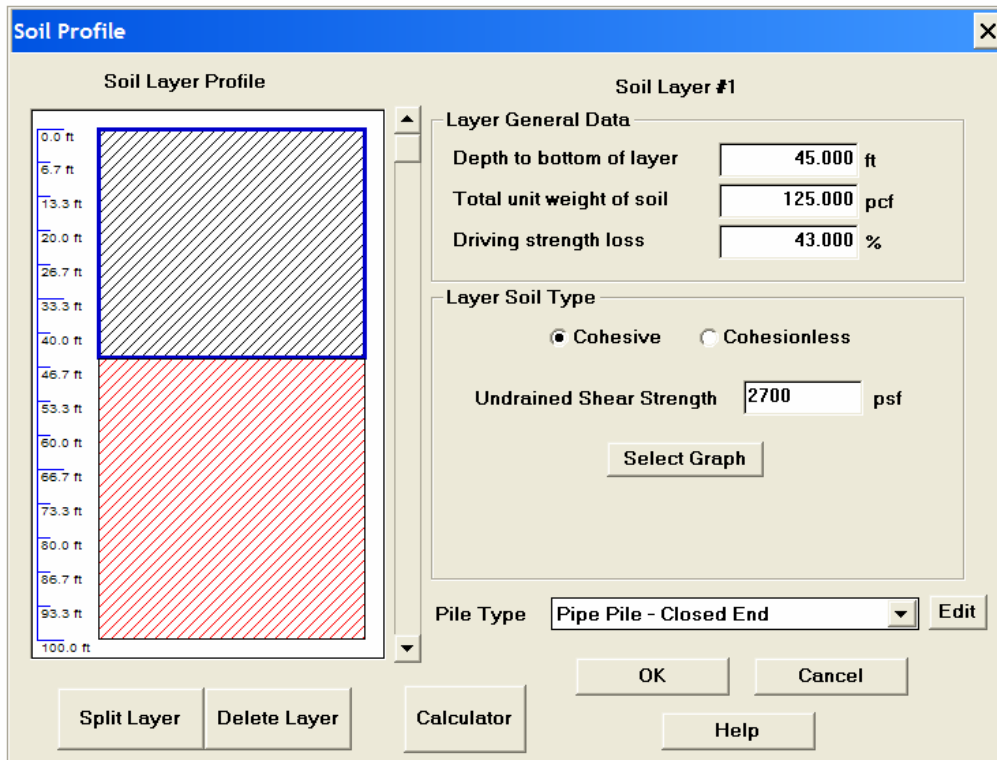 Soil Profile
Soil Layer Profile
0.0 ft
6.7 ft
13.3 ft
20.0 ft
26.7 ft
33.3 ft
40.0 ft
46.7 ft
53.3 ft
60.0 ft
66.7 ft
73.3 ft
80.0 ft
86.7 ft
93.3 ft
100.0 ft
Soil Layer #1
Layer General Data
Depth to bottom of layer 45.000 ft
Total unit weight of soil 125.000 pcf
Driving strength loss 43.000 %
Layer Soil Type
Cohesive Cohesionless
Undrained Shear Strength 2700 psf
Select Graph
Pile Type Pipe Pile - Closed End Edit
OK Cancel
Split Layer Delete Layer Calculator
Help